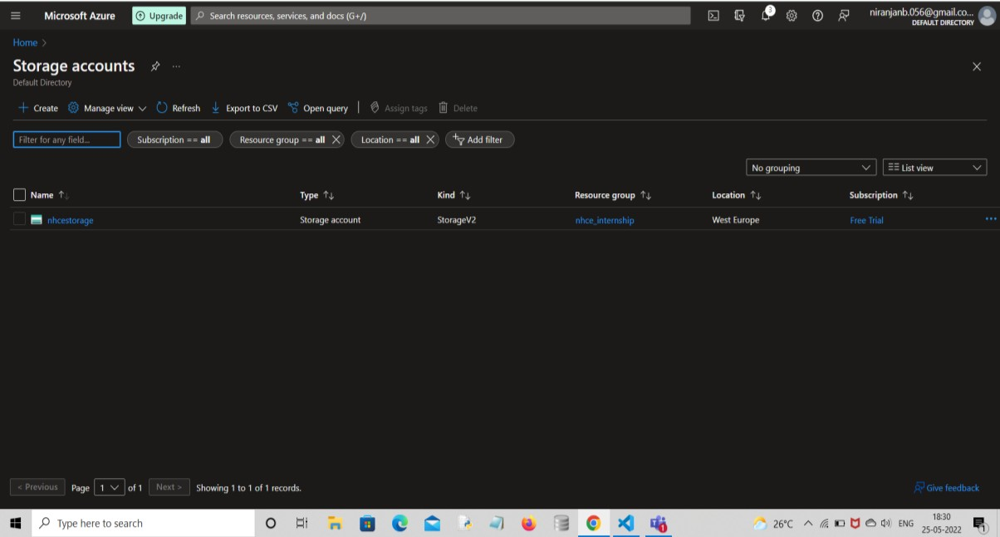 Microsoft Azure Upgrade Search resources, services, and docs (G+/) 3 niranjanb.056@gmail.co...
DEFAULT DIRECTORY
Home >
Storage accounts ...
Default Directory
Create Manage view Refresh Export to CSV Open query Assign tags Delete
Filter for any field... Subscription == all Resource group == all Location == all Add filter
No grouping List view
Name Type Kind Resource group Location Subscription
nhcestorage Storage account StorageV2 nhce_internship West Europe Free Trial ...
< Previous Page 1 of 1 Next > Showing 1 to 1 of 1 records. Give feedback
Type here to search 26°C ENG 18:30
25-05-2022 1